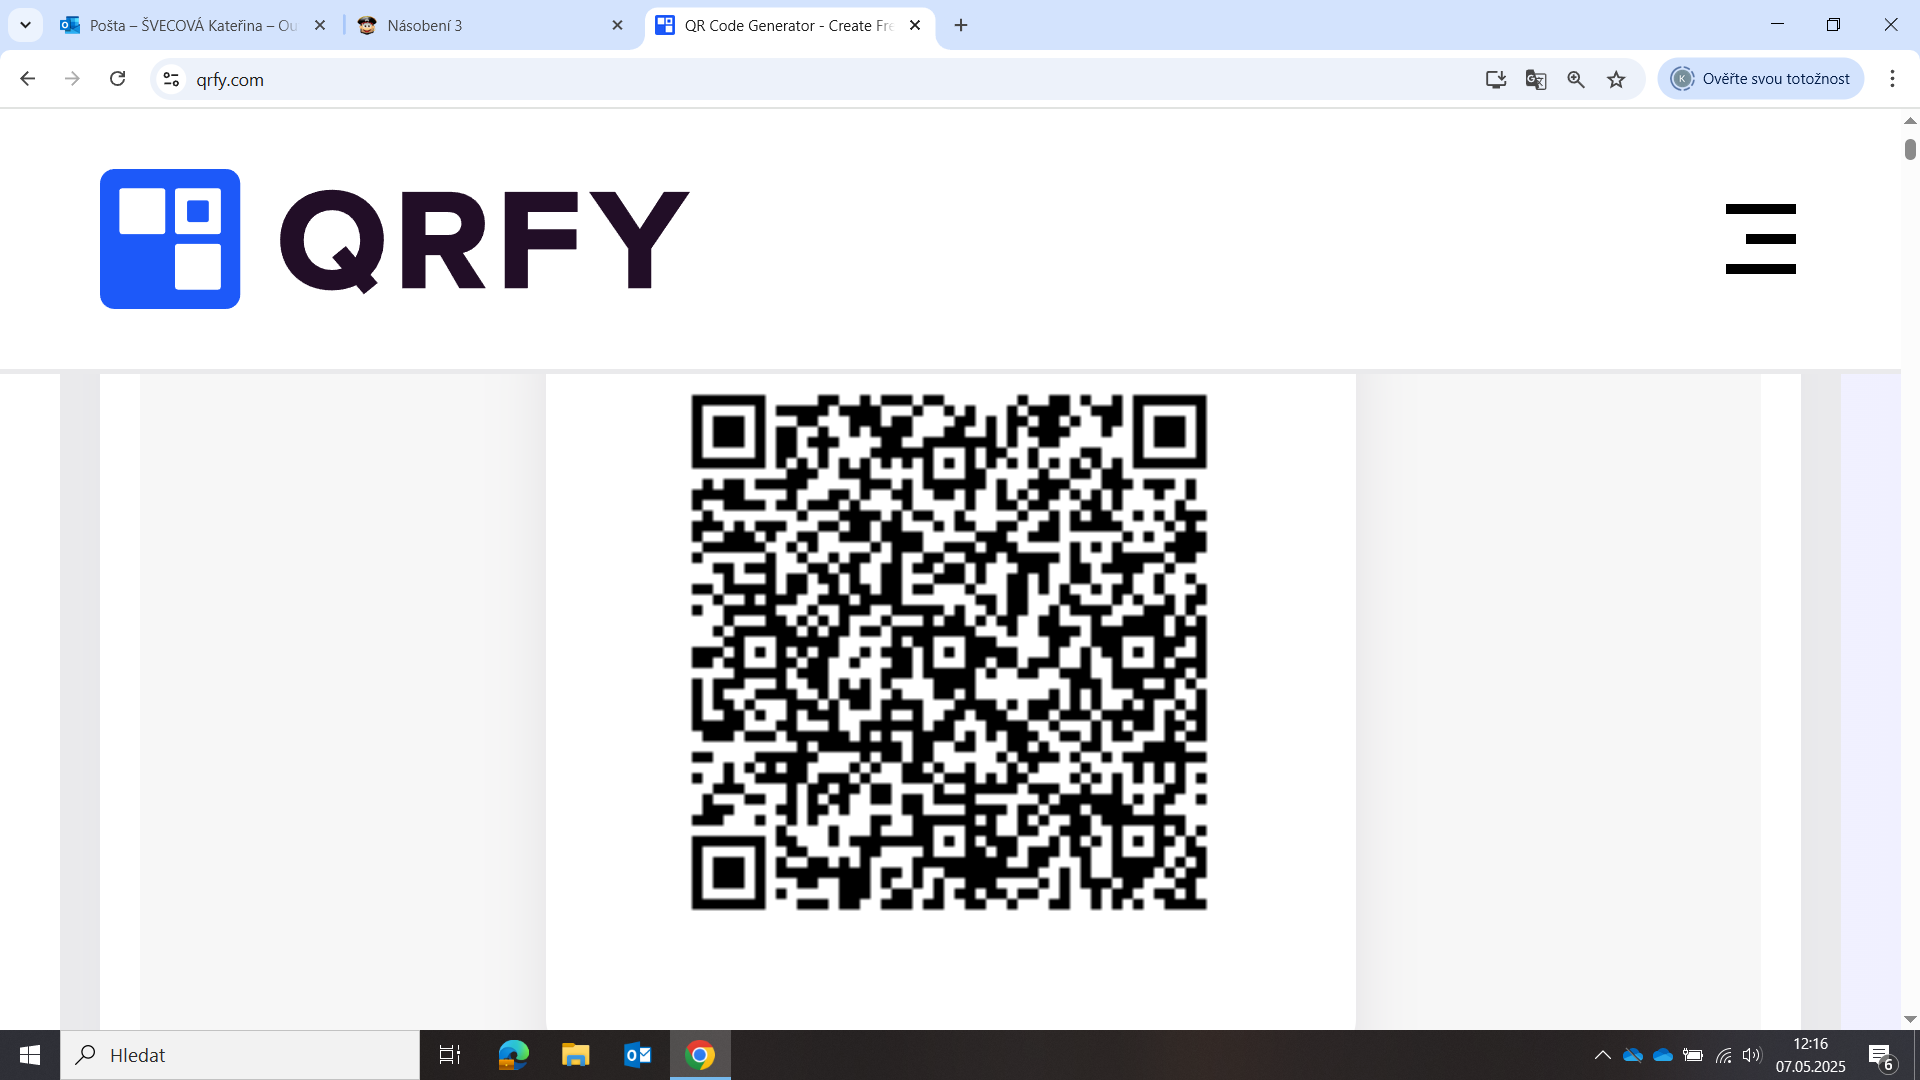 Pošta – ŠVECOVÁ Kateřina – Ou
Násobení 3
QR Code Generator - Create Fre
qrfy.com
K
Ověřte svou totožnost
QRFY
Hledat
12:16
07.05.2025
6